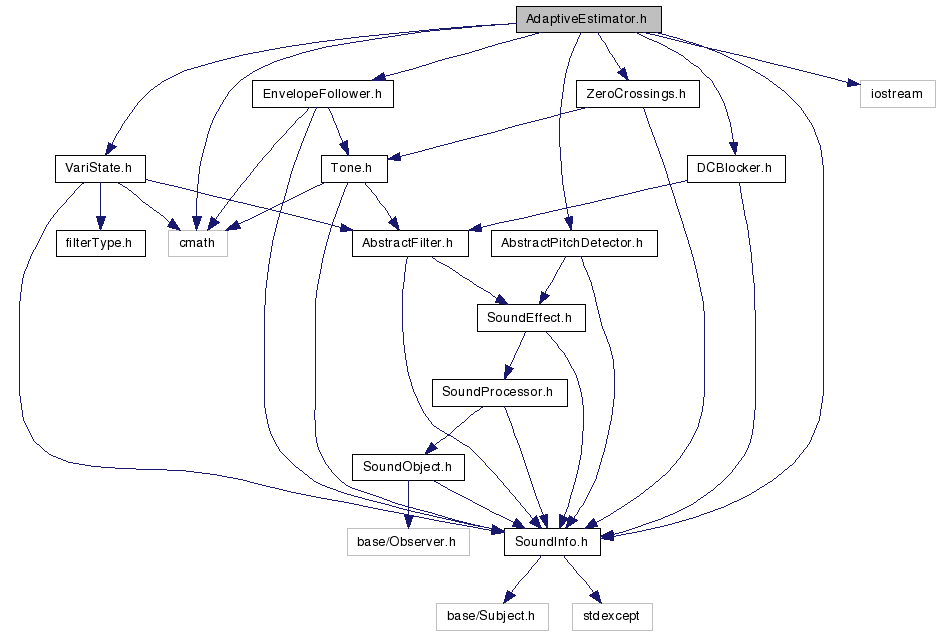 AdaptiveEstimator.h
EnvelopeFollower.h
ZeroCrossings.h
iostream
VariState.h
Tone.h
DCBlocker.h
filterType.h
cmath
AbstractFilter.h
AbstractPitchDetector.h
SoundEffect.h
SoundProcessor.h
SoundObject.h
base/Observer.h
SoundInfo.h
base/Subject.h
stdexcept